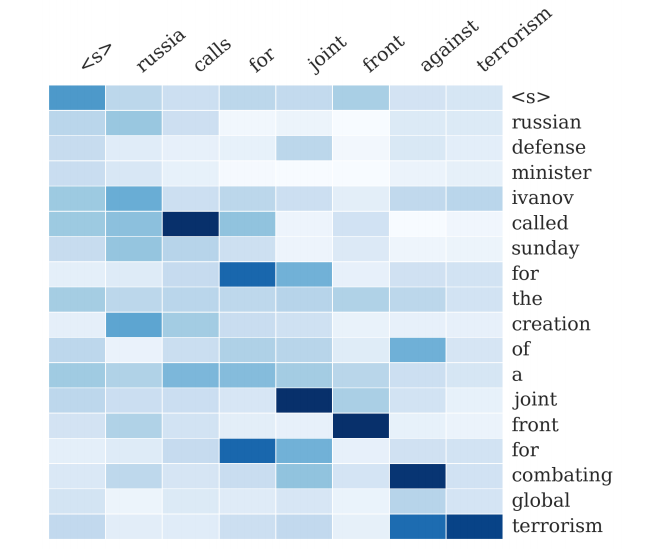 <s> russia calls for joint front against terrorism
<s>
russian
defense
minister
ivanov
called
sunday
for
the
creation
of
a
joint
front
for
combating
global
terrorism